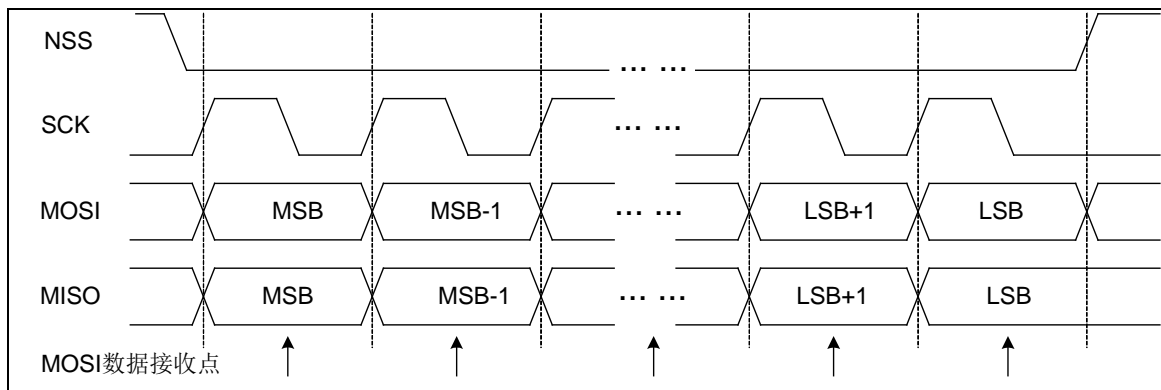 NSS
... ...
SCK
... ...
MOSI MSB MSB-1 ... ... LSB+1 LSB
MISO MSB MSB-1 ... ... LSB+1 LSB
MOSI数据接收点